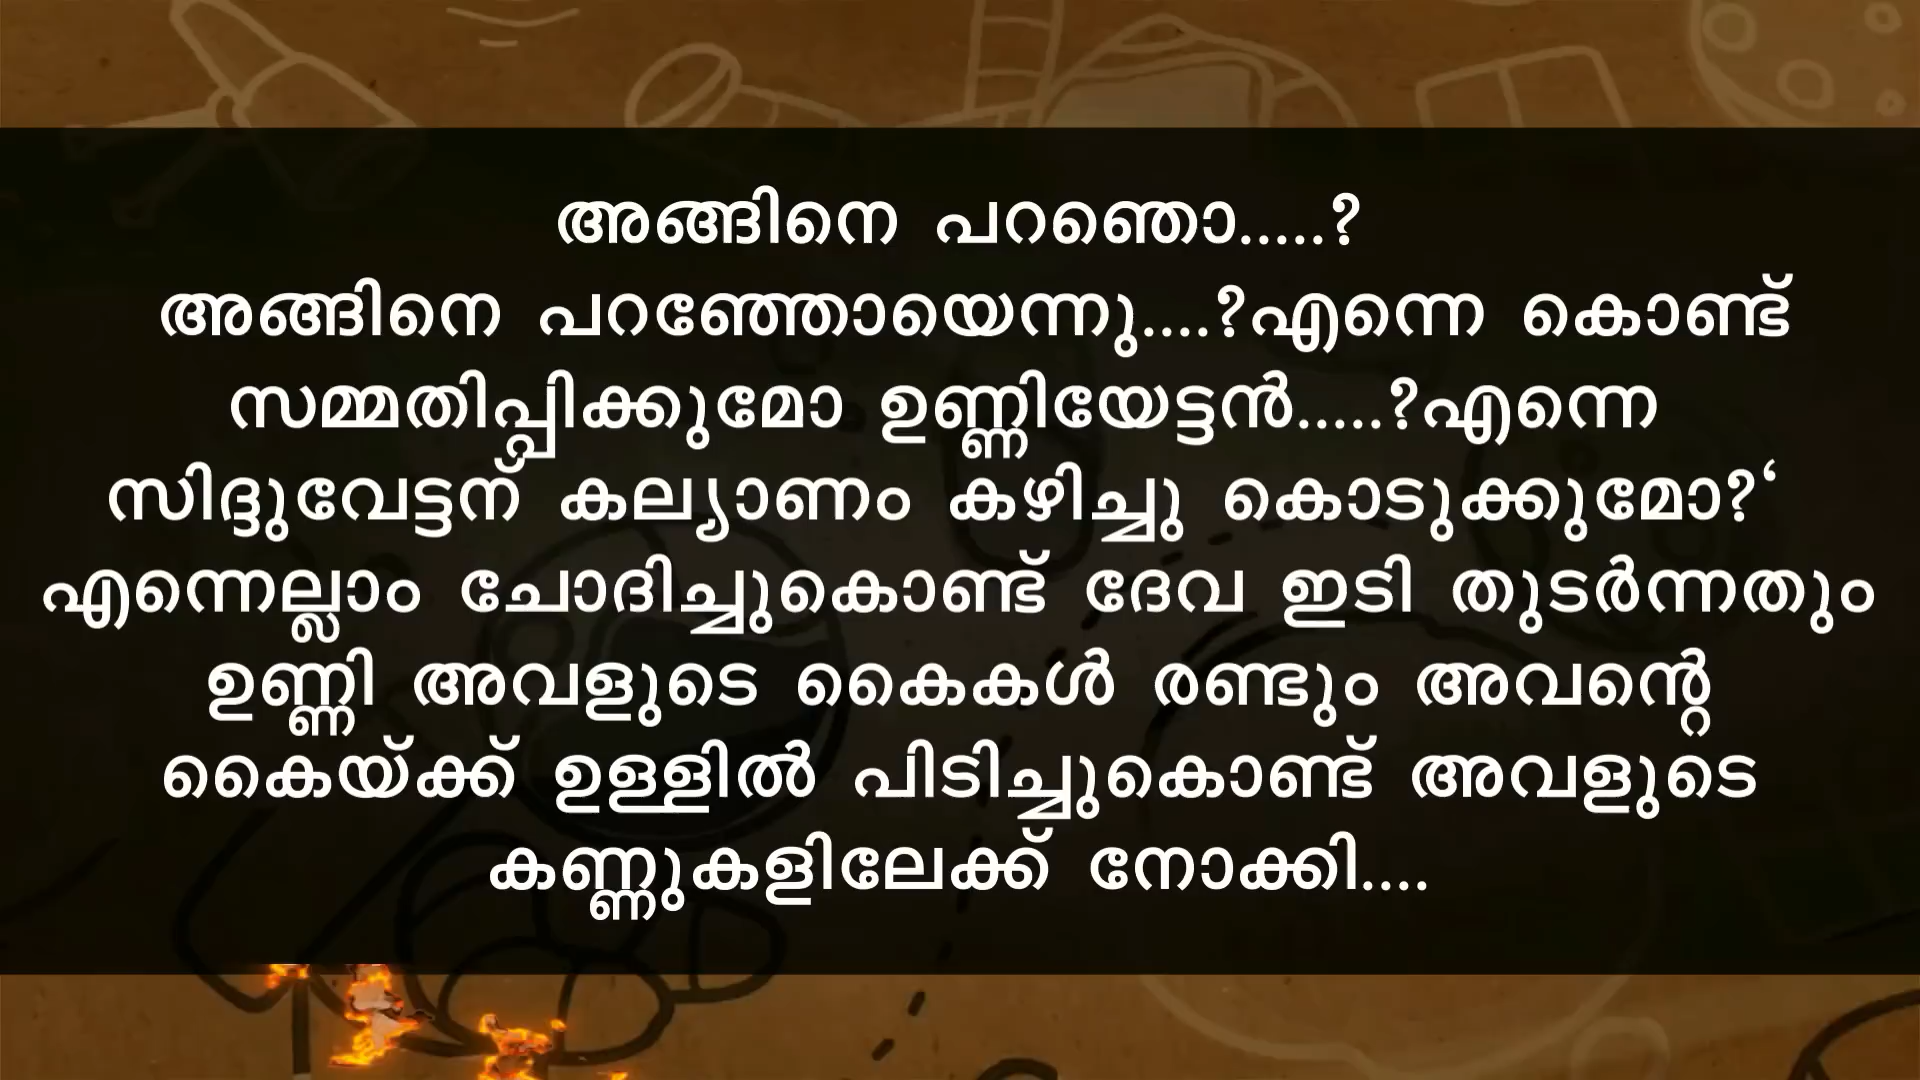 അങ്ങിനെ പറഞൊ.....?
അങ്ങിനെ പറഞ്ഞോയെന്നു....?എന്നെ കൊണ്ട്
സമ്മതിപ്പിക്കുമോ ഉണ്ണിയേട്ടൻ.....?എന്നെ
സിദ്ദുവേട്ടന് കല്യാണം കഴിച്ചു കൊടുക്കുമോ?‘
എന്നെല്ലാം ചോദിച്ചുകൊണ്ട് ദേവ ഇടി തുടർന്നതും
ഉണ്ണി അവളുടെ കൈകൾ രണ്ടും അവന്റെ
കൈയ്ക്ക് ഉള്ളിൽ പിടിച്ചുകൊണ്ട് അവളുടെ
കണ്ണുകളിലേക്ക് നോക്കി....